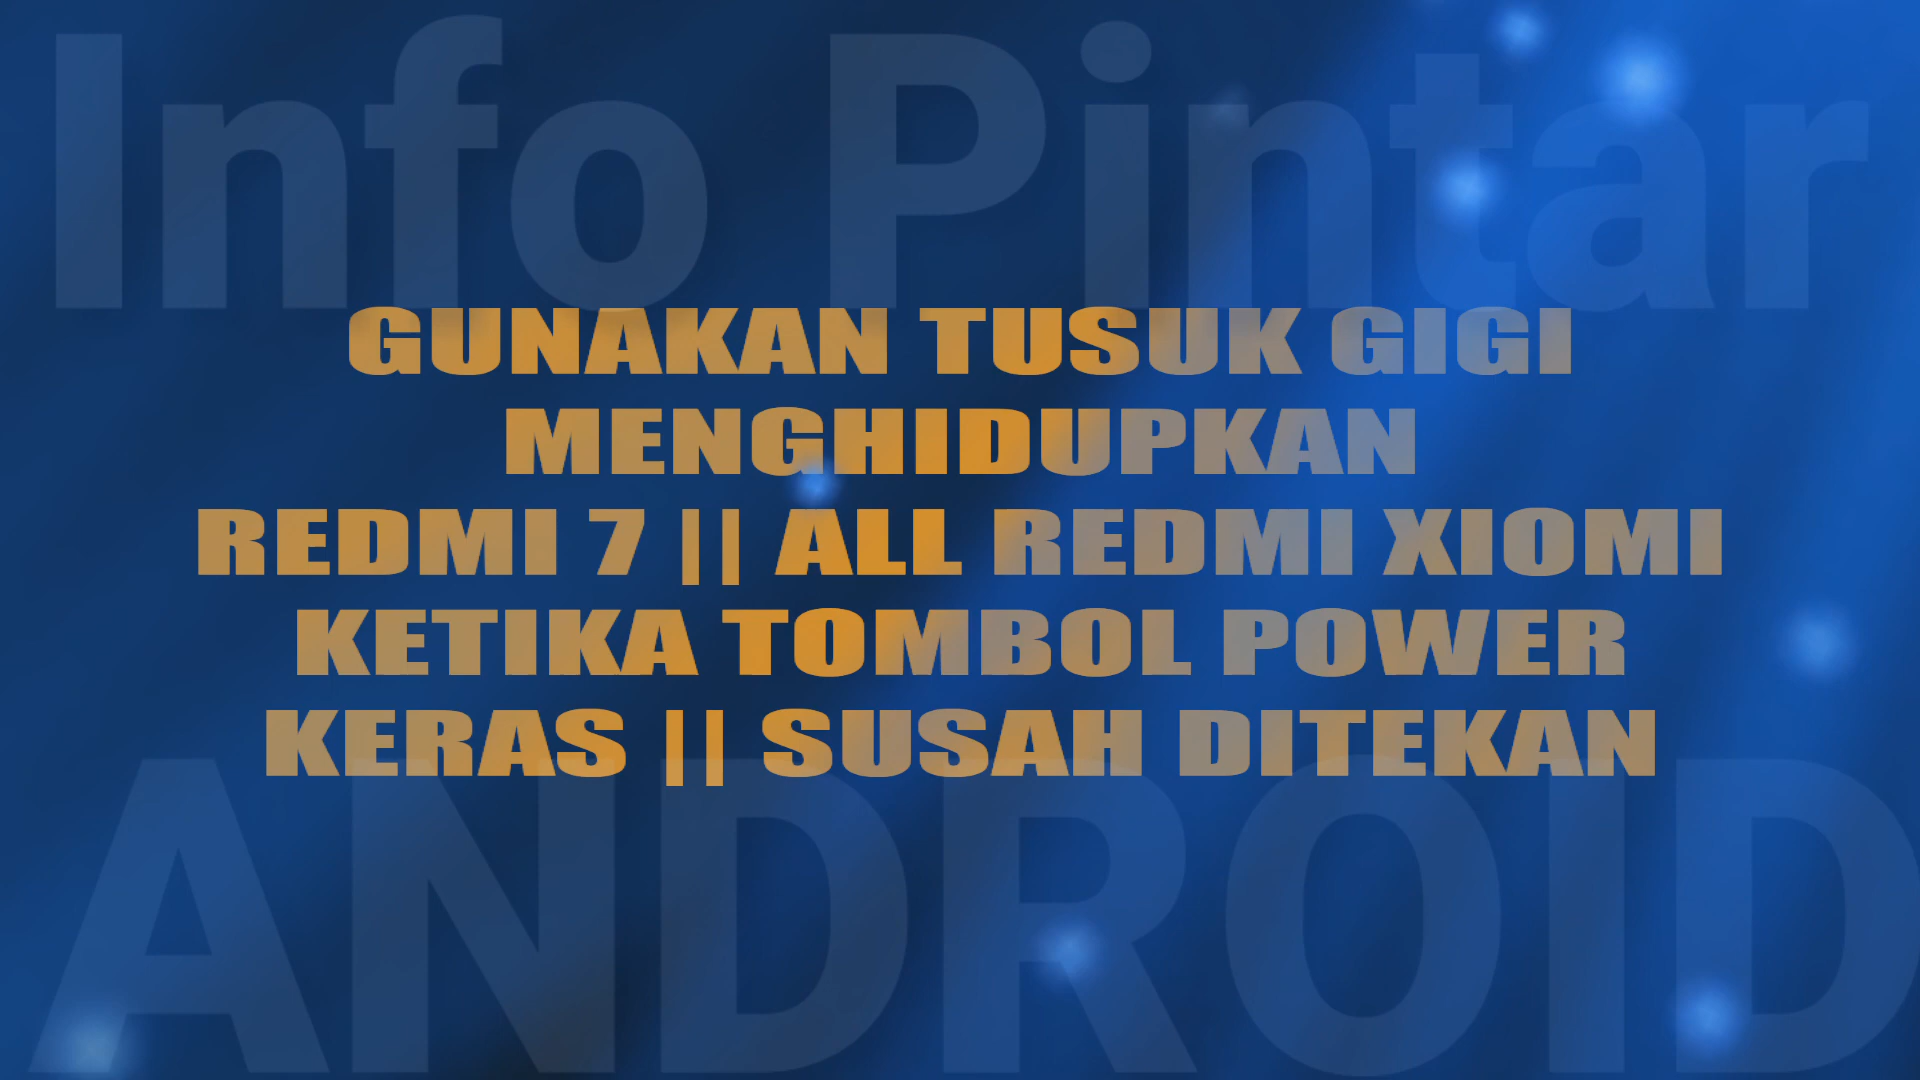 Info Pintar
GUNAKAN TUSUK GIGI
MENGHIDUPKAN
REDMI 7 || ALL REDMI XIOMI
KETIKA TOMBOL POWER
KERAS || SUSAH DITEKAN
ANDROID